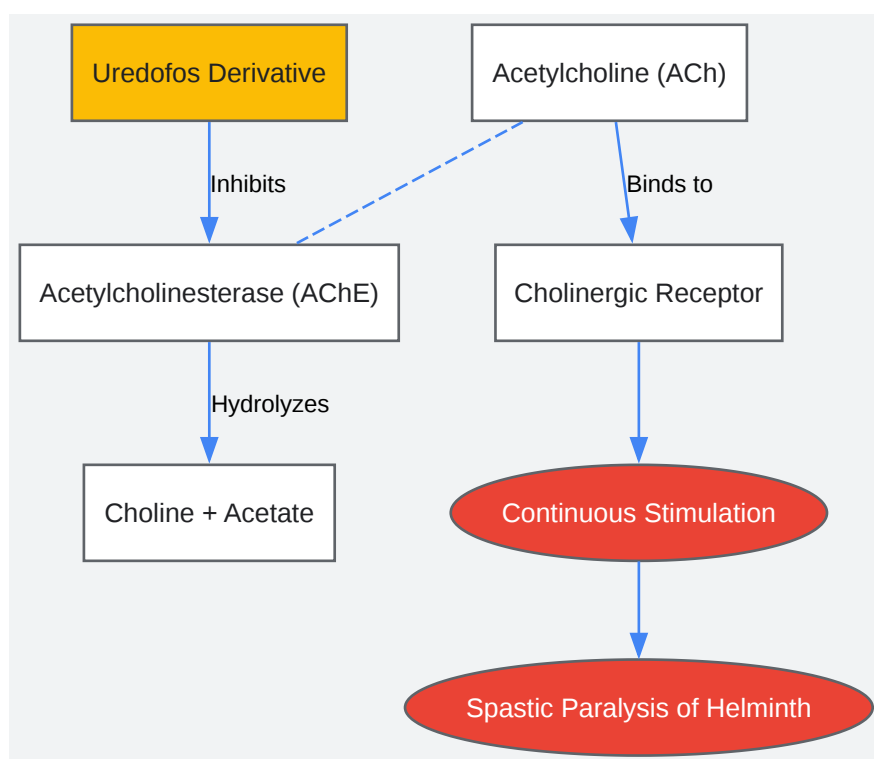 Uredofos Derivative
Acetylcholine (ACh)
Inhibits
Binds to
Acetylcholinesterase (AChE)
Cholinergic Receptor
Hydrolyzes
Choline + Acetate
Continuous Stimulation
Spastic Paralysis of Helminth